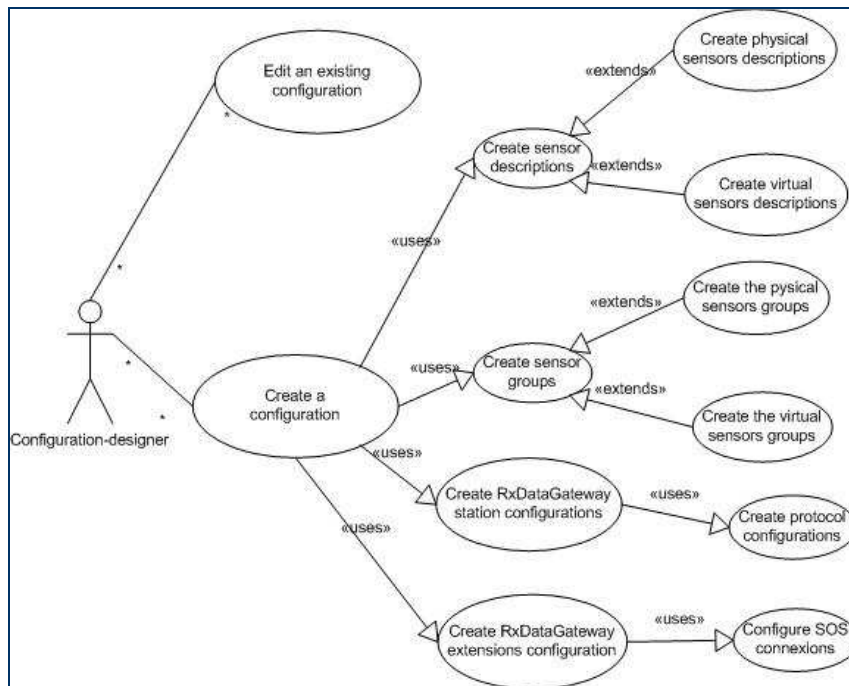 Create physical
sensors descriptions
Edit an existing
configuration
«extends»
Create sensor
descriptions
«extends»
Create virtual
sensors descriptions
«uses»
*
*
Create the pysical
sensors groups
«extends»
*
*
Configuration-designer
Create a
configuration
«uses»
Create sensor
groups
«extends»
Create the virtual
sensors groups
«uses»
Create RxDataGateway
station configurations
«uses»
Create protocol
configurations
«uses»
Create RxDataGateway
extensions configuration
«uses»
Configure SOS
connexions